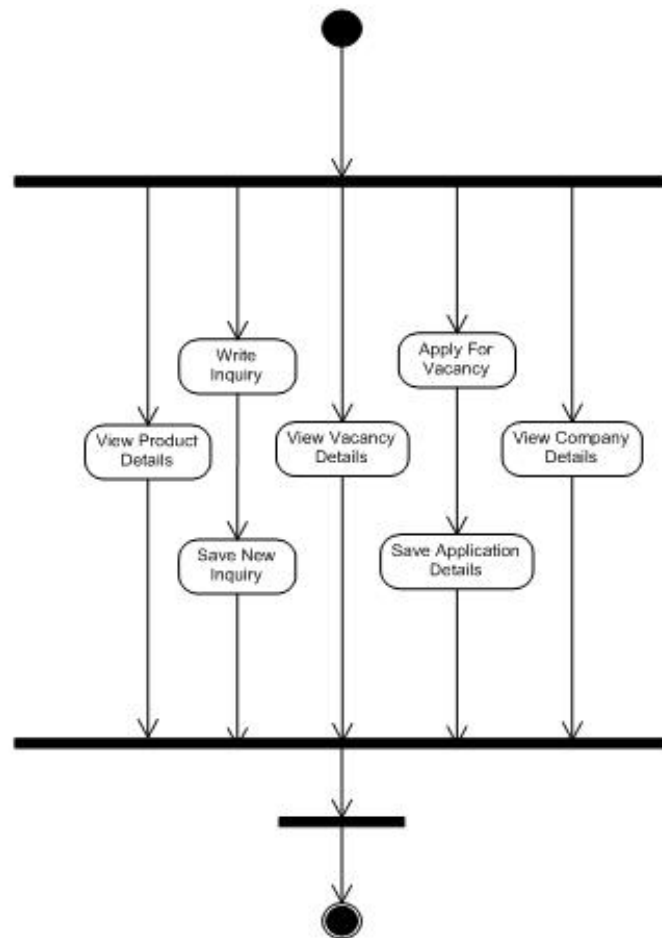 Write
Inquiry
Apply For
Vacancy
View Product
Details
View Vacancy
Details
View Company
Details
Save New
Inquiry
Save Application
Details